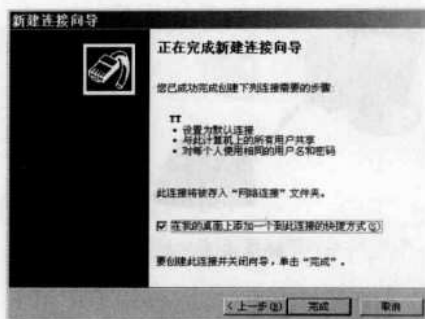 新建连接向导
正在完成新建连接向导
您已成功完成创建下列连接需要的步骤:
TT
• 设置为默认连接
• 与此计算机上的所有用户共享
• 对每个人使用相同的用户名和密码
此连接将被存入“网络连接”文件夹。
在我的桌面上添加一个到此连接的快捷方式(S)
要创建此连接并关闭向导，单击“完成”。
< 上一步(B)
完成
取消